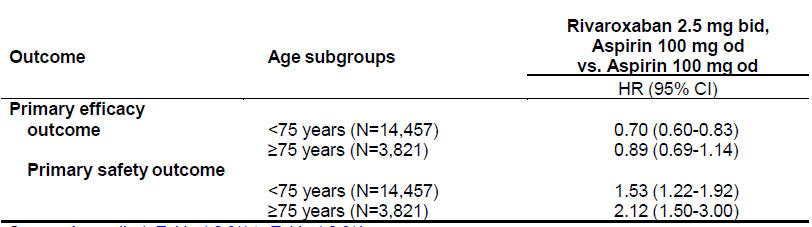 Rivaroxaban 2.5 mg bid,
Outcome Age subgroups Aspirin 100 mg od
vs. Aspirin 100 mg od
HR (95% CI)
Primary efficacy
outcome <75 years (N=14,457) 0.70 (0.60-0.83)
≥75 years (N=3,821) 0.89 (0.69-1.14)
Primary safety outcome
<75 years (N=14,457) 1.53 (1.22-1.92)
≥75 years (N=3,821) 2.12 (1.50-3.00)